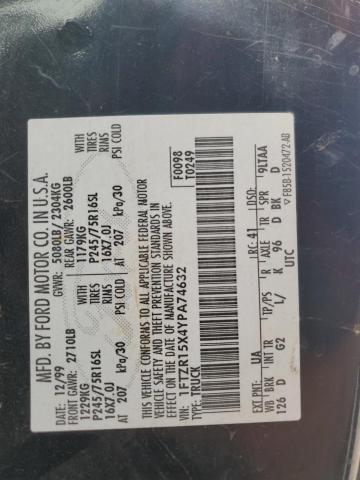 MFD. BY FORD MOTOR CO. IN U.S.A.
DATE: 12/99 GVWR: 5080LB/ 2304KG
FRONT GAWR: 2710LB REAR GAWR: 2600LB
1229KG WITH 1179KG WITH
P245/75R16SL TIRES P245/75R16SL TIRES
16X7.0J RIMS 16X7.0J RIMS
AT 207 kPa/30 PSI COLD AT 207 kPa/30 PSI COLD
THIS VEHICLE CONFORMS TO ALL APPLICABLE FEDERAL MOTOR
VEHICLE SAFETY AND THEFT PREVENTION STANDARDS IN
EFFECT ON THE DATE OF MANUFACTURE SHOWN ABOVE.
VIN: 1FTZR15X4YPA74632 F0098
TYPE: TRUCK T0249
EXT PNT: UA RC: 41 DSO:
WB BRK INT TR TP/PS R AXLE TR SPR 9LTAA
126 D G2 L/ K 96 D BK D
UTC F85B-1520472-AB